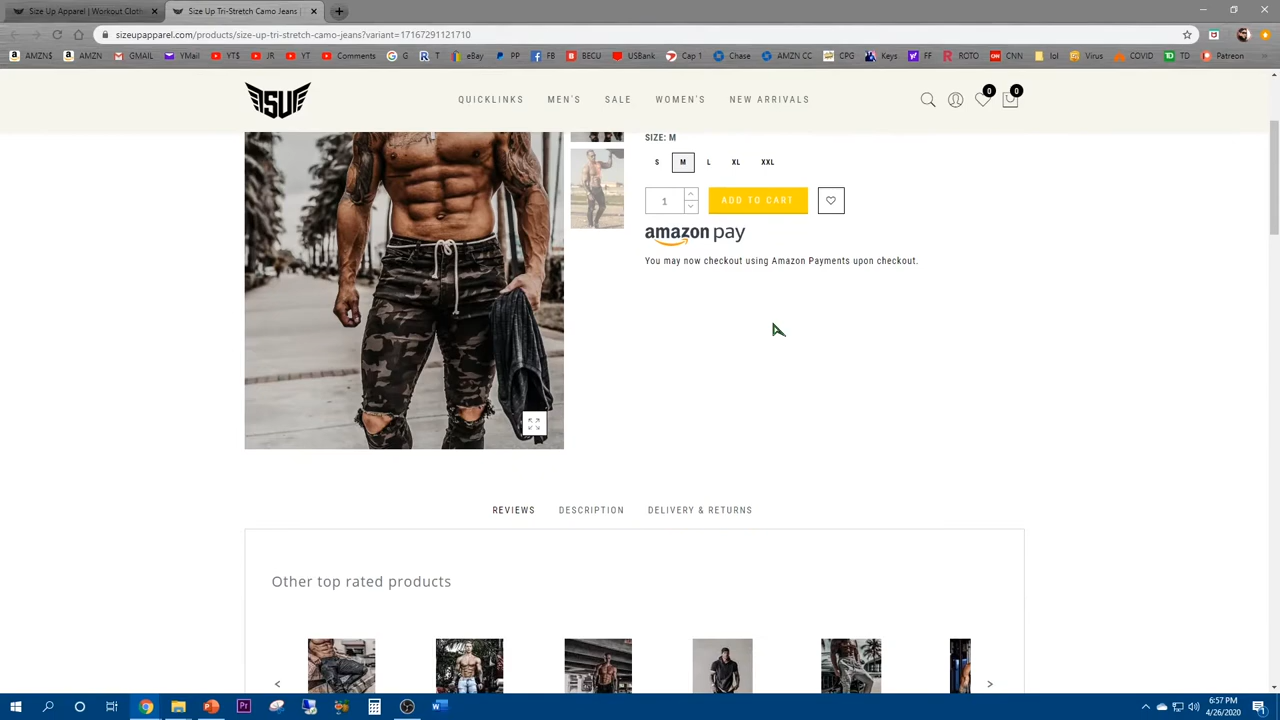 Size Up Apparel | Workout.Clothin
Size Up Tri-Stretch Camo Jeans
sizeupapparel.com/products/size-up-tri-stretch-camo-jeans?variant=17167291121710
AMZN$ AMZN GMAIL YMail YT$ YT JR YT RT eBay PP FB BECU USBank Cap 1 Chase AMZN CC CPG Keys FF ROTO CNN lol Virus COVID TD Patreon
ISU QUICKLINKS MEN'S SALE WOMEN'S NEW ARRIVALS 0 0
SIZE: M
S M L XL XXL
1 ADD TO CART
amazon pay
You may now checkout using Amazon Payments upon checkout.
REVIEWS DESCRIPTION DELIVERY & RETURNS
Other top rated products
< >
6:57 PM
4/26/2020